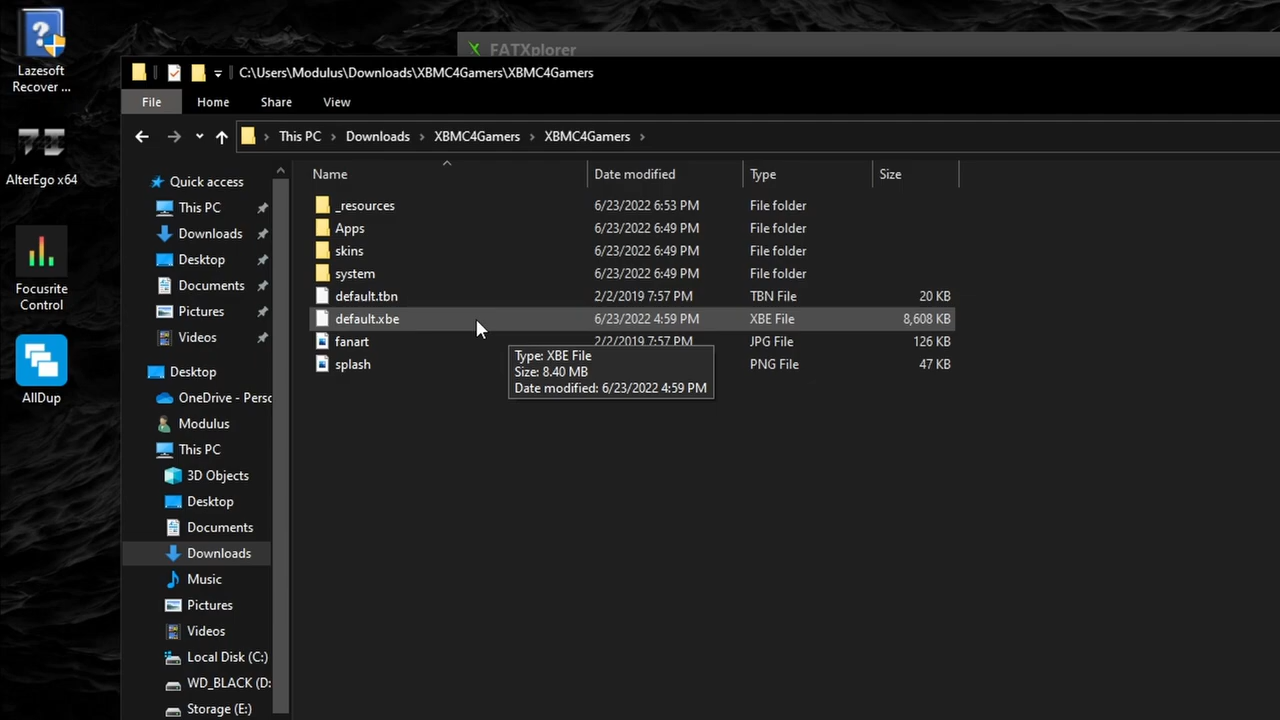 FATXplorer
Lazesoft
Recover ...
AlterEgo x64
Focusrite
Control
AllDup
C:\Users\Modulus\Downloads\XBMC4Gamers\XBMC4Gamers
File Home Share View
This PC Downloads XBMC4Gamers XBMC4Gamers
Name Date modified Type Size
_resources 6/23/2022 6:53 PM File folder
Apps 6/23/2022 6:49 PM File folder
skins 6/23/2022 6:49 PM File folder
system 6/23/2022 6:49 PM File folder
default.tbn 2/2/2019 7:57 PM TBN File 20 KB
default.xbe 6/23/2022 4:59 PM XBE File 8,608 KB
fanart 2/2/2019 7:57 PM JPG File 126 KB
splash PNG File 47 KB
Type: XBE File
Size: 8.40 MB
Date modified: 6/23/2022 4:59 PM
Quick access
This PC
Downloads
Desktop
Documents
Pictures
Videos
Desktop
OneDrive - Perso
Modulus
This PC
3D Objects
Desktop
Documents
Downloads
Music
Pictures
Videos
Local Disk (C:)
WD_BLACK (D:
Storage (E:)